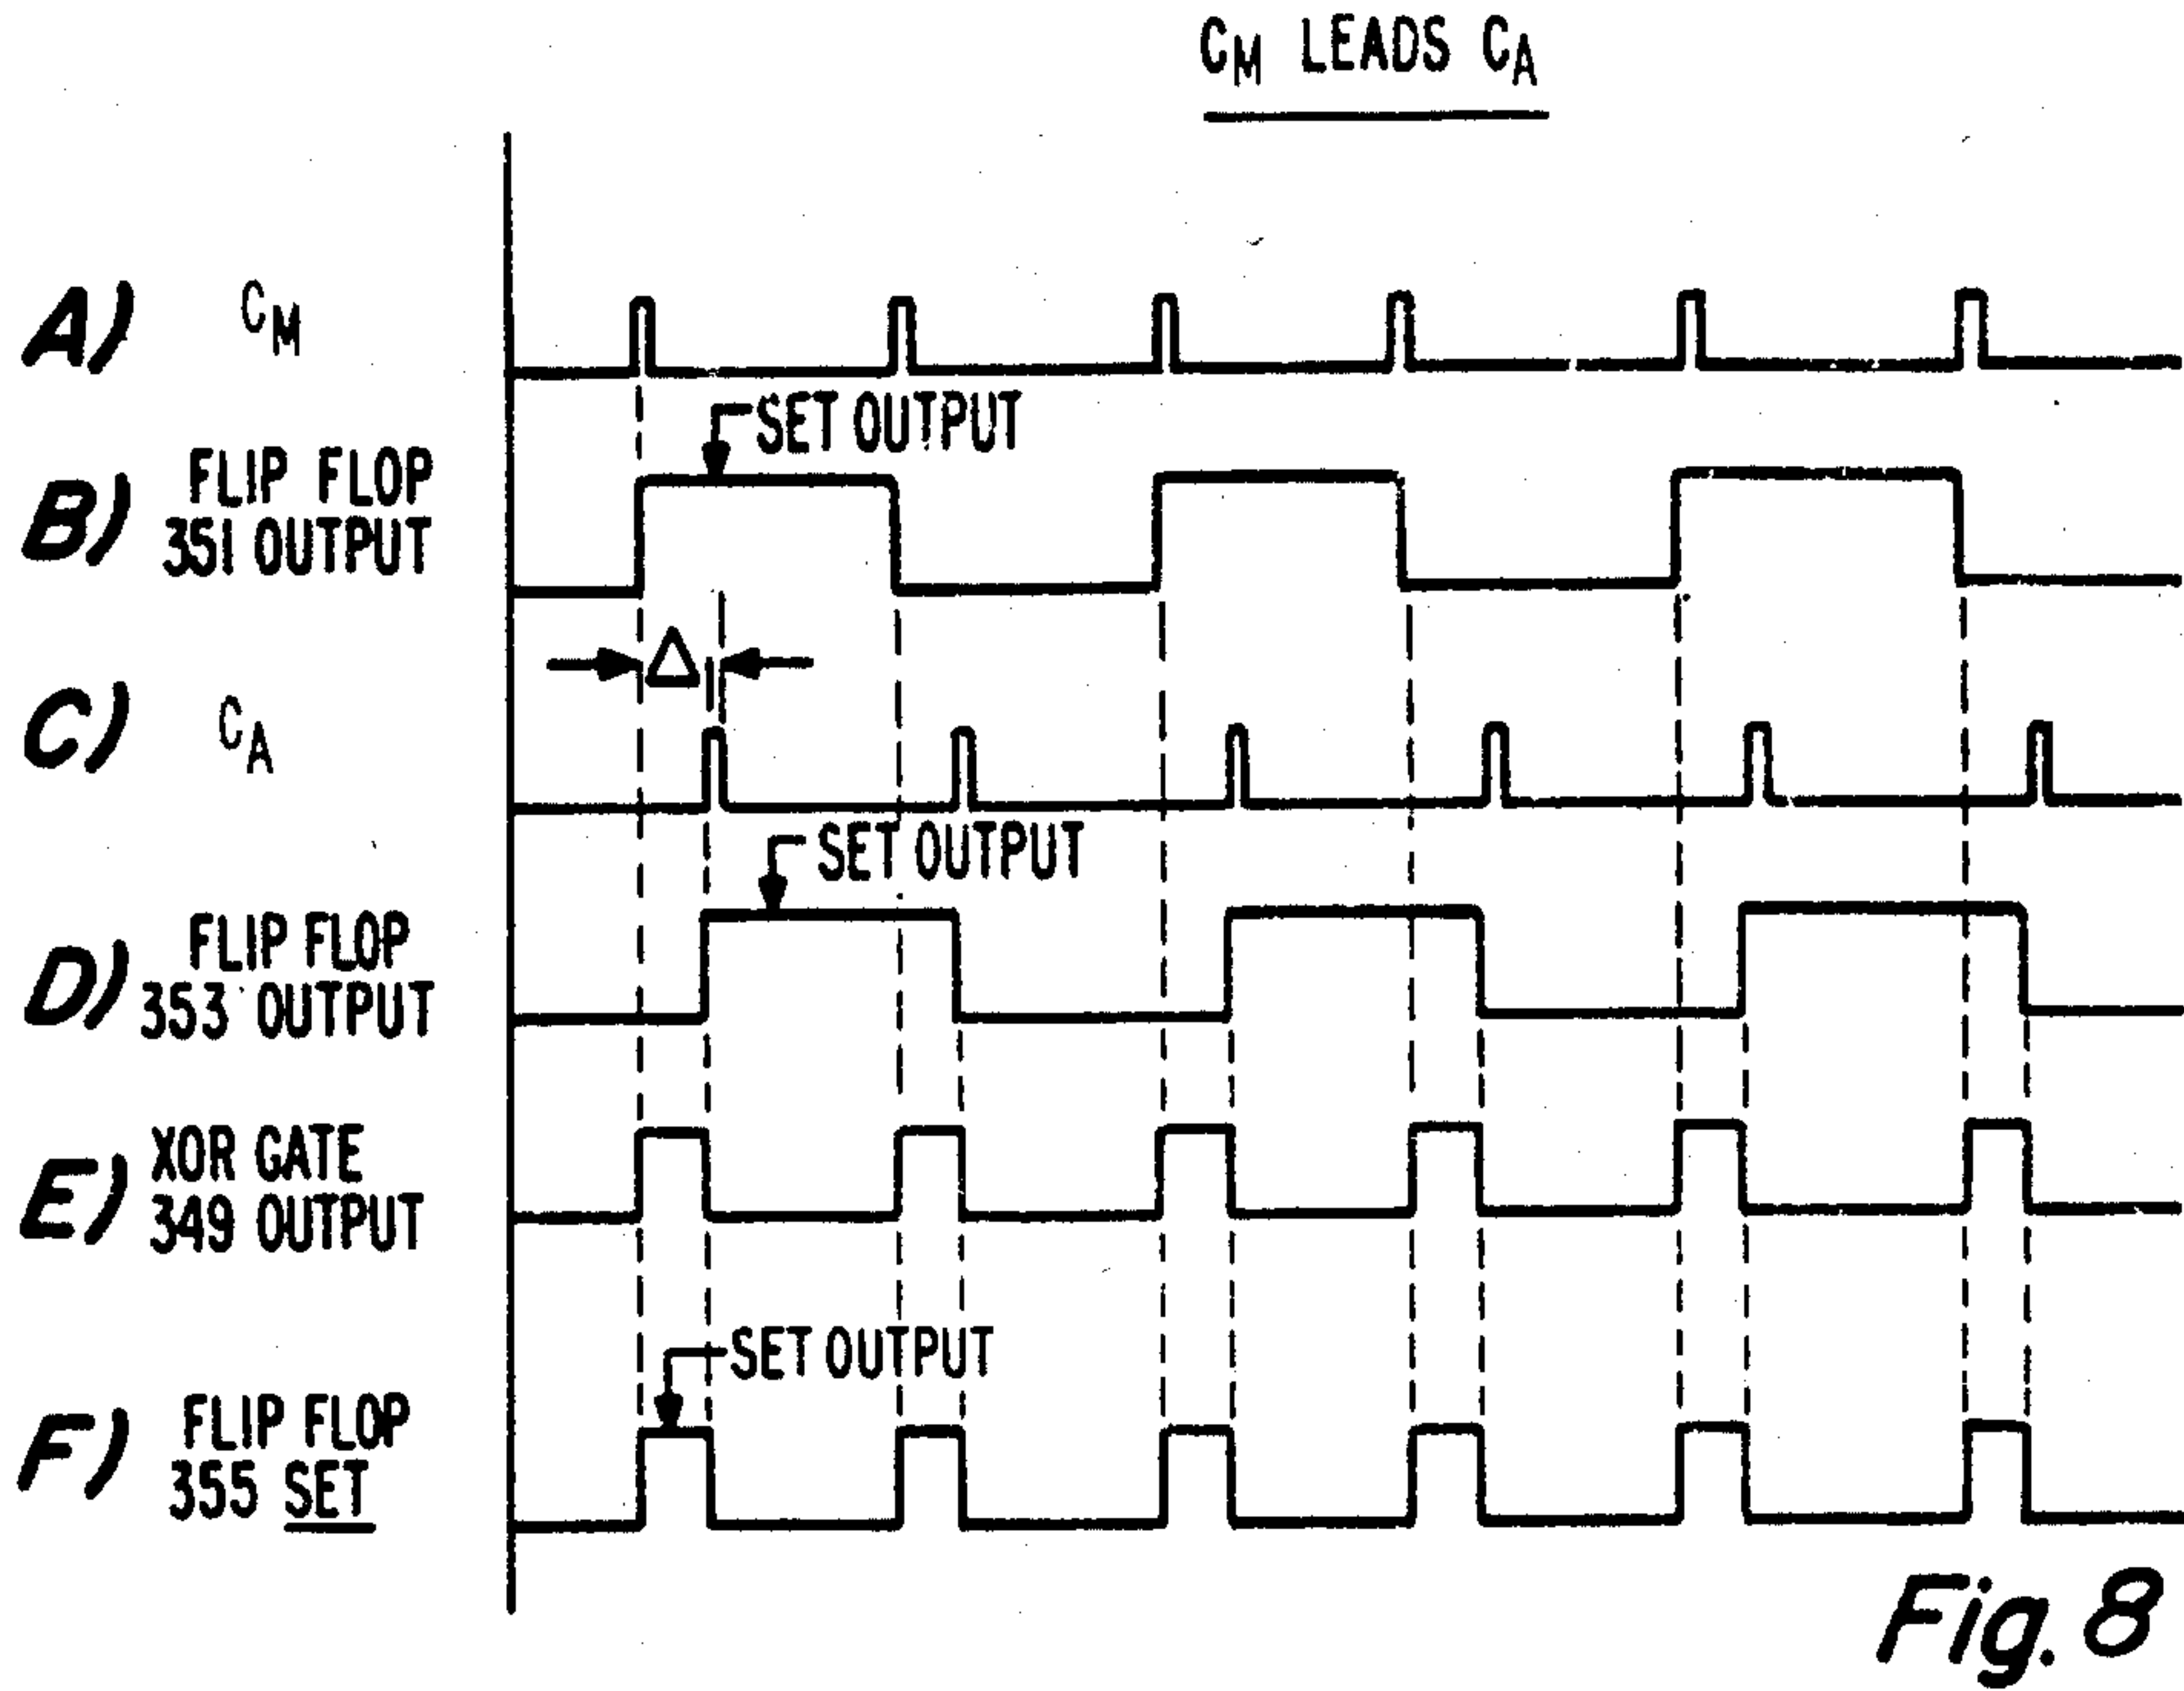 CM LEADS CA
A) CM
SET OUTPUT
B) FLIP FLOP
351 OUTPUT
Δ
C) CA
SET OUTPUT
D) FLIP FLOP
353 OUTPUT
E) XOR GATE
349 OUTPUT
SET OUTPUT
F) FLIP FLOP
355 SET
Fig. 8